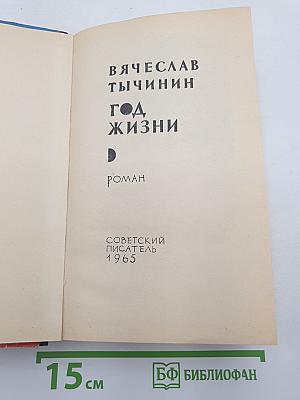 ВЯЧЕСЛАВ
ТЫЧИНИН
ГОД
ЖИЗНИ
РОМАН
СОВЕТСКИЙ
ПИСАТЕЛЬ
1965
15 см
БФ БИБЛИОФАН